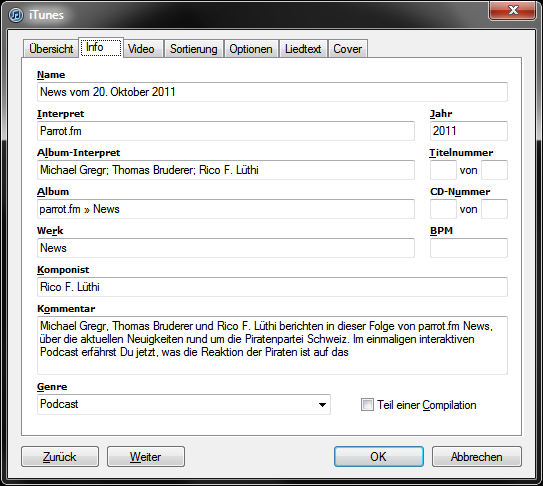 iTunes
Übersicht Info Video Sortierung Optionen Liedtext Cover
Name
News vom 20. Oktober 2011
Interpret Jahr
Parrot.fm 2011
Album-Interpret Titelnummer
Michael Gregr; Thomas Bruderer; Rico F. Lüthi von
Album CD-Nummer
parrot.fm » News von
Werk BPM
News
Komponist
Rico F. Lüthi
Kommentar
Michael Gregr, Thomas Bruderer und Rico F. Lüthi berichten in dieser Folge von parrot.fm News,
über die aktuellen Neuigkeiten rund um die Piratenpartei Schweiz. Im einmaligen interaktiven
Podcast erfährst Du jetzt, was die Reaktion der Piraten ist auf das
Genre
Podcast Teil einer Compilation
Zurück Weiter OK Abbrechen